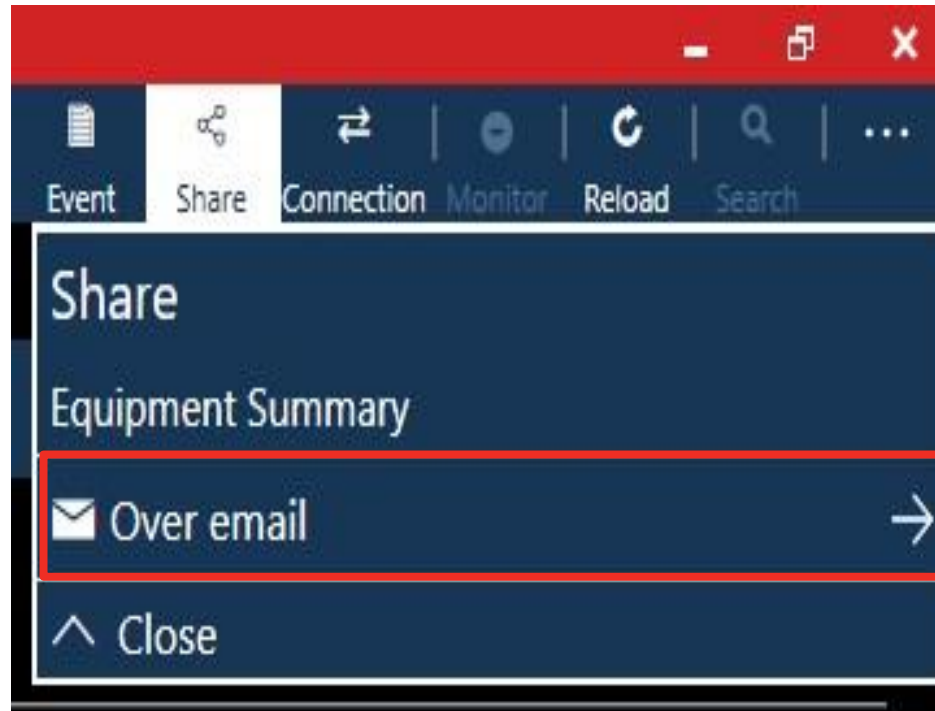 Event Share Connection Monitor Reload Search
Share
Equipment Summary
Over email
Close